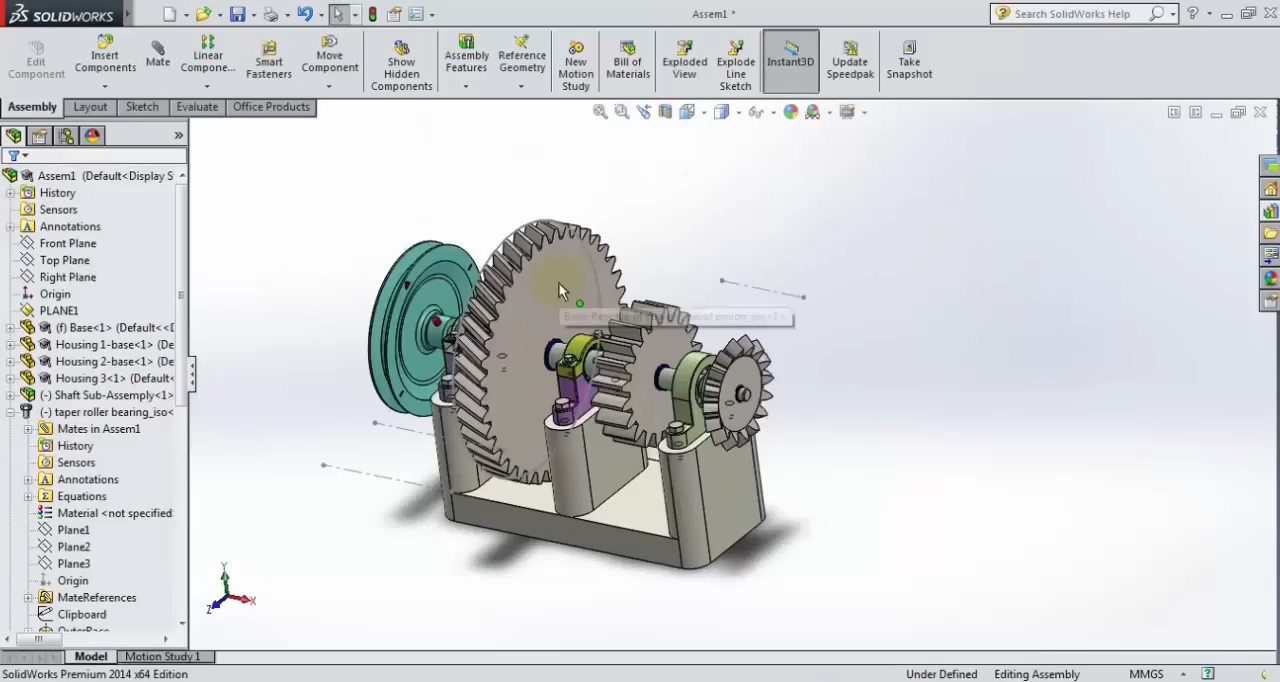 SOLIDWORKS
Assem1 *
Search SolidWorks Help
Edit Component
Insert Components
Mate
Linear Compone...
Smart Fasteners
Move Component
Show Hidden Components
Assembly Features
Reference Geometry
New Motion Study
Bill of Materials
Exploded View
Explode Line Sketch
Instant3D
Update Speedpak
Take Snapshot
Assembly
Layout
Sketch
Evaluate
Office Products
Assem1 (Default<Display S
History
Sensors
Annotations
Front Plane
Top Plane
Right Plane
Origin
PLANE1
(f) Base<1> (Default<<D
Housing 1-base<1> (De
Housing 2-base<1> (De
Housing 3<1> (Default
(-) Shaft Sub-Assembly<1>
(-) taper roller bearing_iso<
Mates in Assem1
History
Sensors
Annotations
Equations
Material <not specified
Plane1
Plane2
Plane3
Origin
MateReferences
Clipboard
OuterRace
Y
Z
X
Model
Motion Study 1
SolidWorks Premium 2014 x64 Edition
Under Defined
Editing Assembly
MMGS